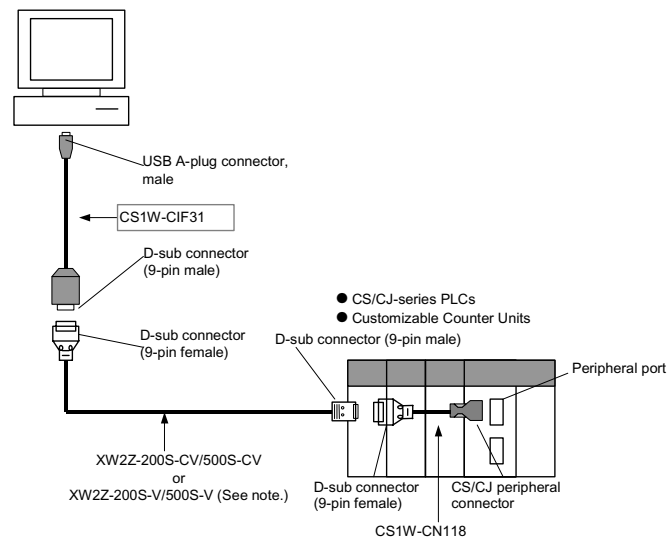 USB A-plug connector,
male
CS1W-CIF31
D-sub connector
(9-pin male)
● CS/CJ-series PLCs
● Customizable Counter Units
D-sub connector
(9-pin female)
D-sub connector (9-pin male)
Peripheral port
XW2Z-200S-CV/500S-CV
or
XW2Z-200S-V/500S-V (See note.)
D-sub connector
(9-pin female)
CS/CJ peripheral
connector
CS1W-CN118